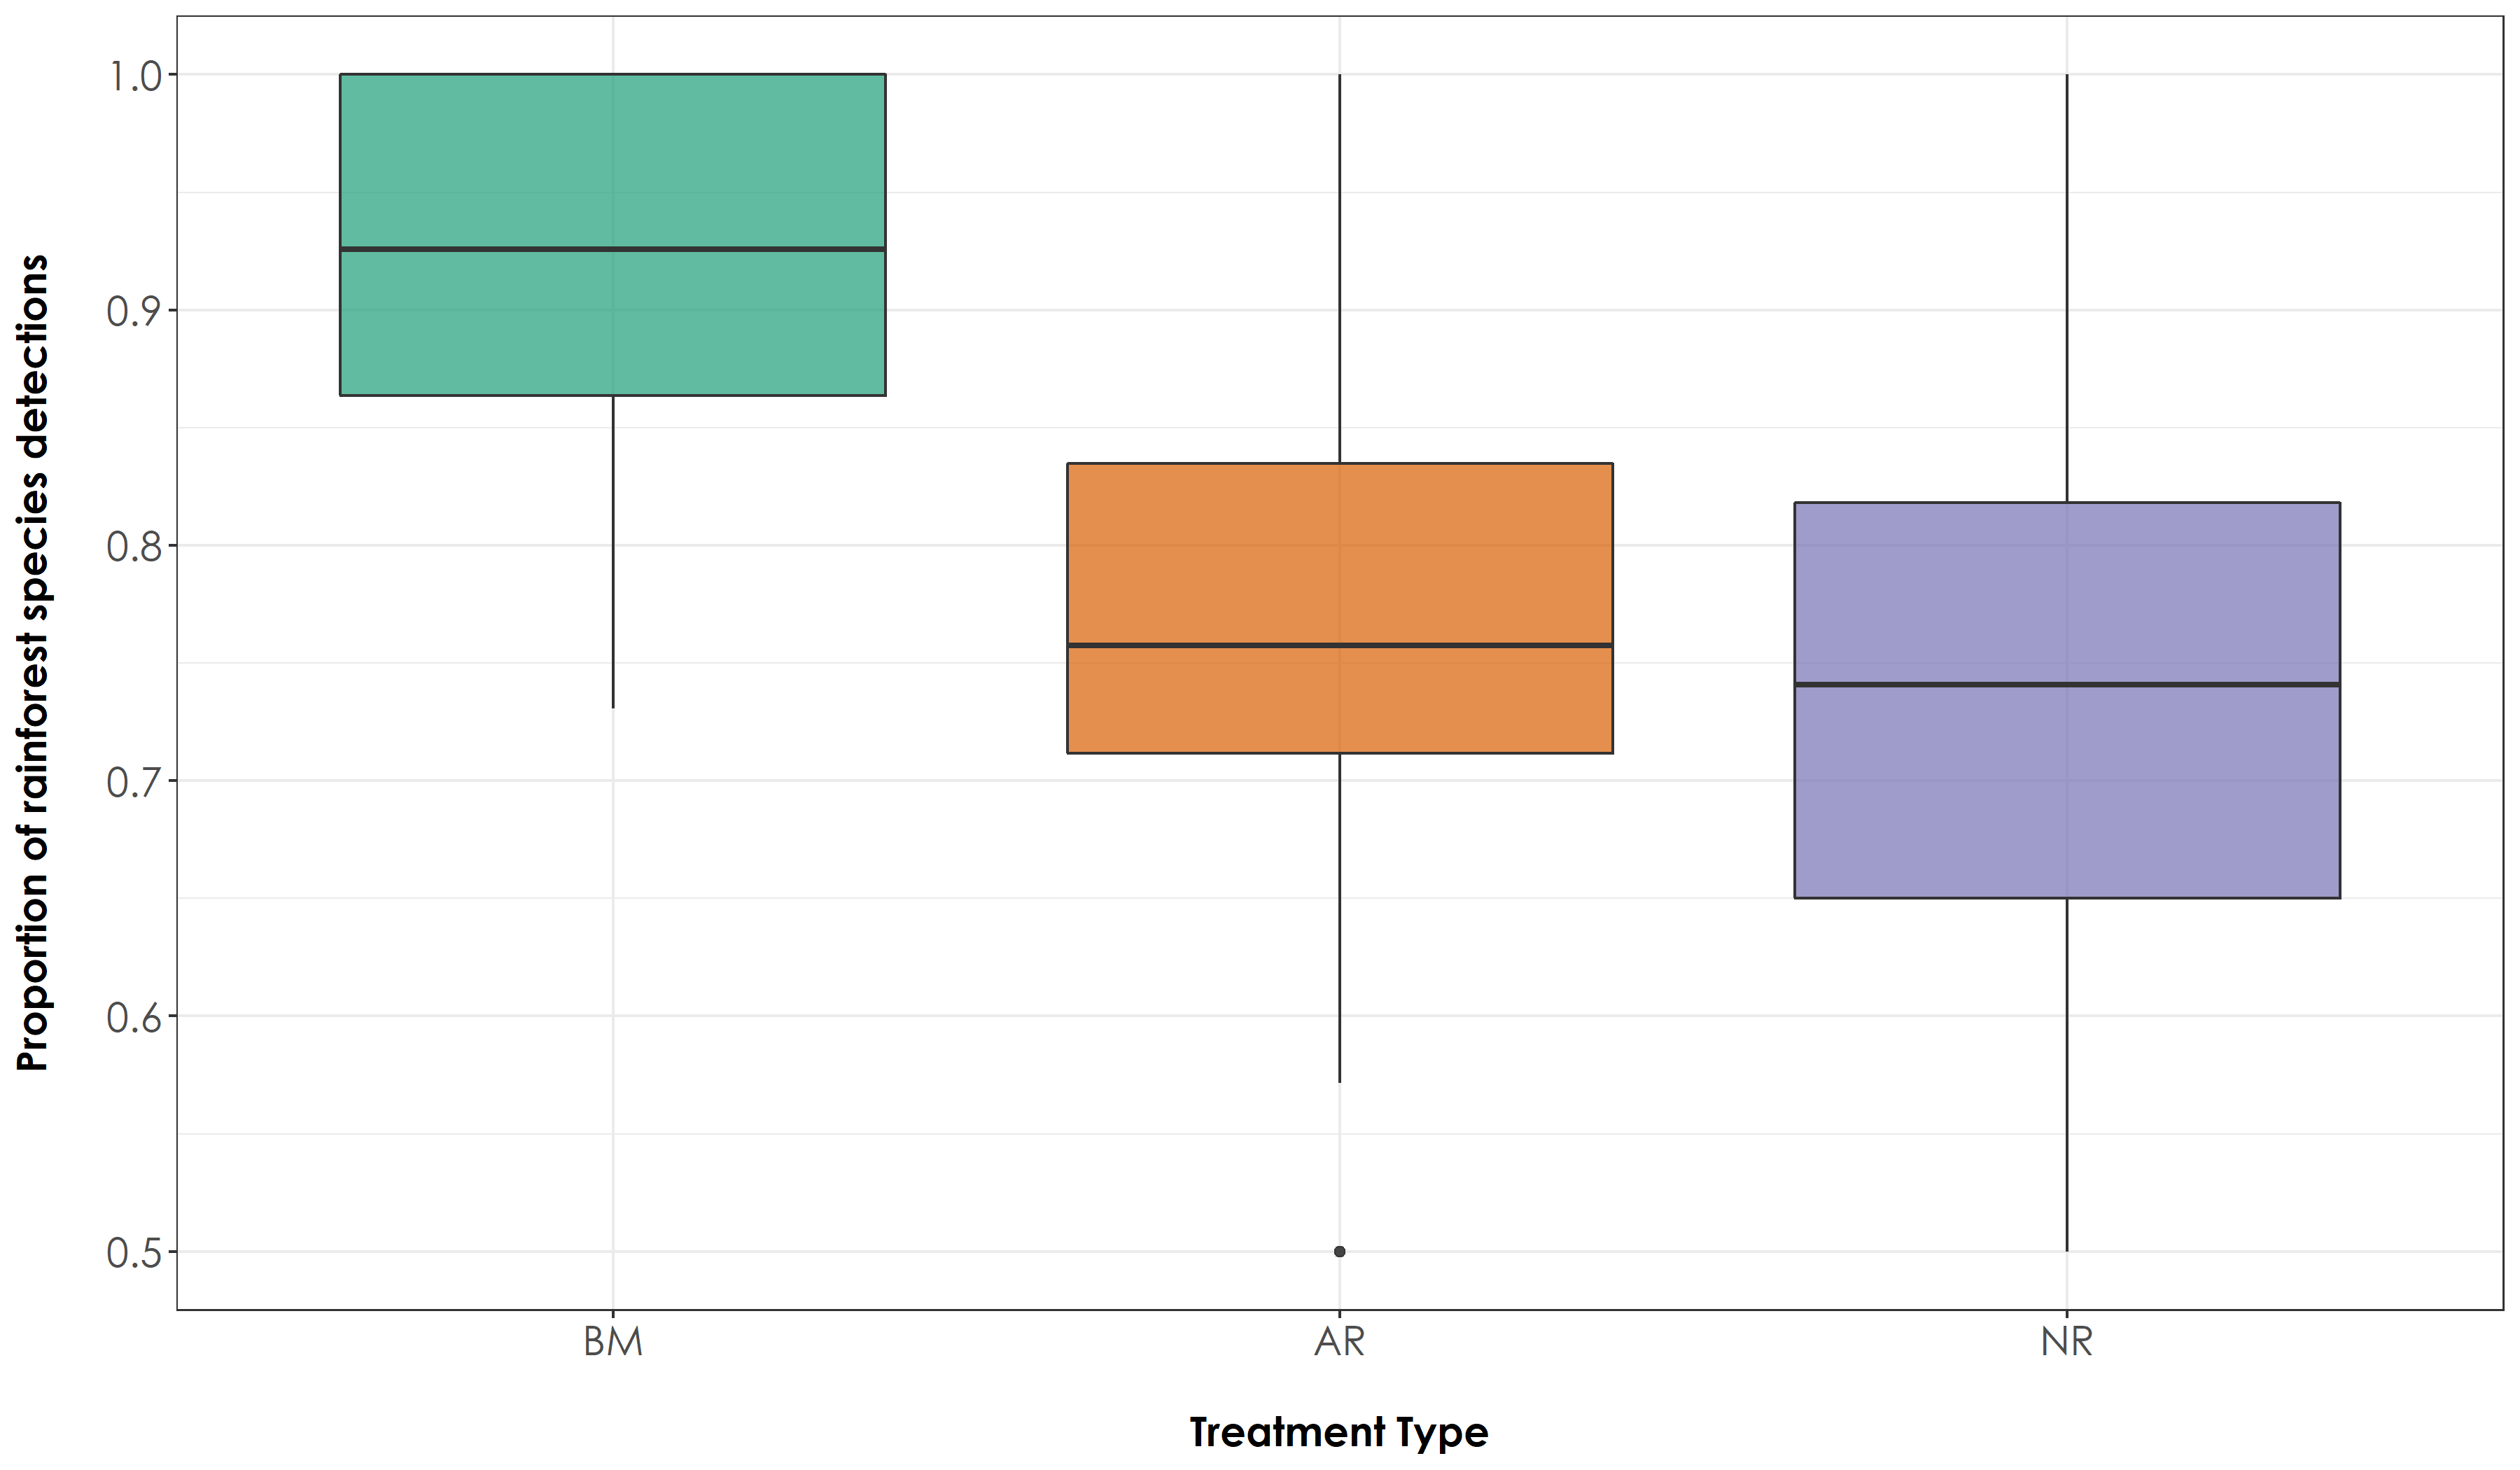 Proportion of rainforest species detections
1.0
0.9
0.8
0.7
0.6
0.5
BM AR NR
Treatment Type